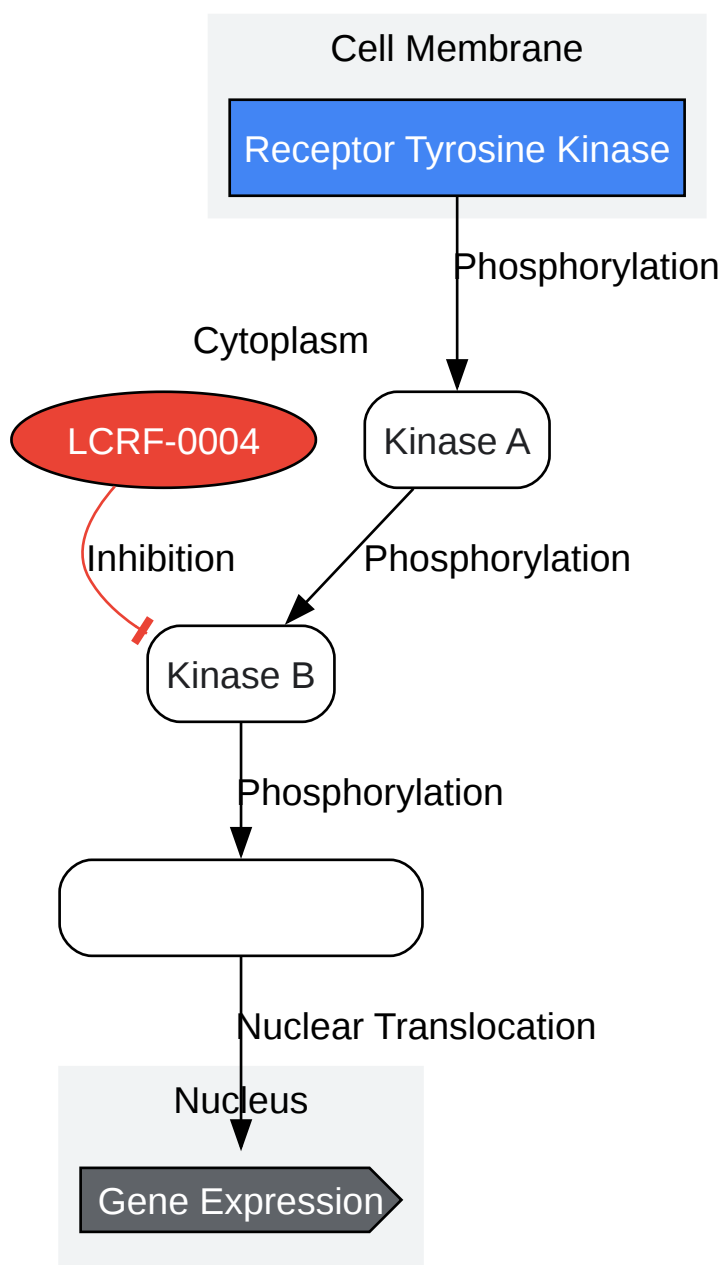 Cell Membrane
Receptor Tyrosine Kinase
Phosphorylation
Cytoplasm
LCRF-0004
Kinase A
Inhibition
Phosphorylation
Kinase B
Phosphorylation
Nuclear Translocation
Nucleus
Gene Expression